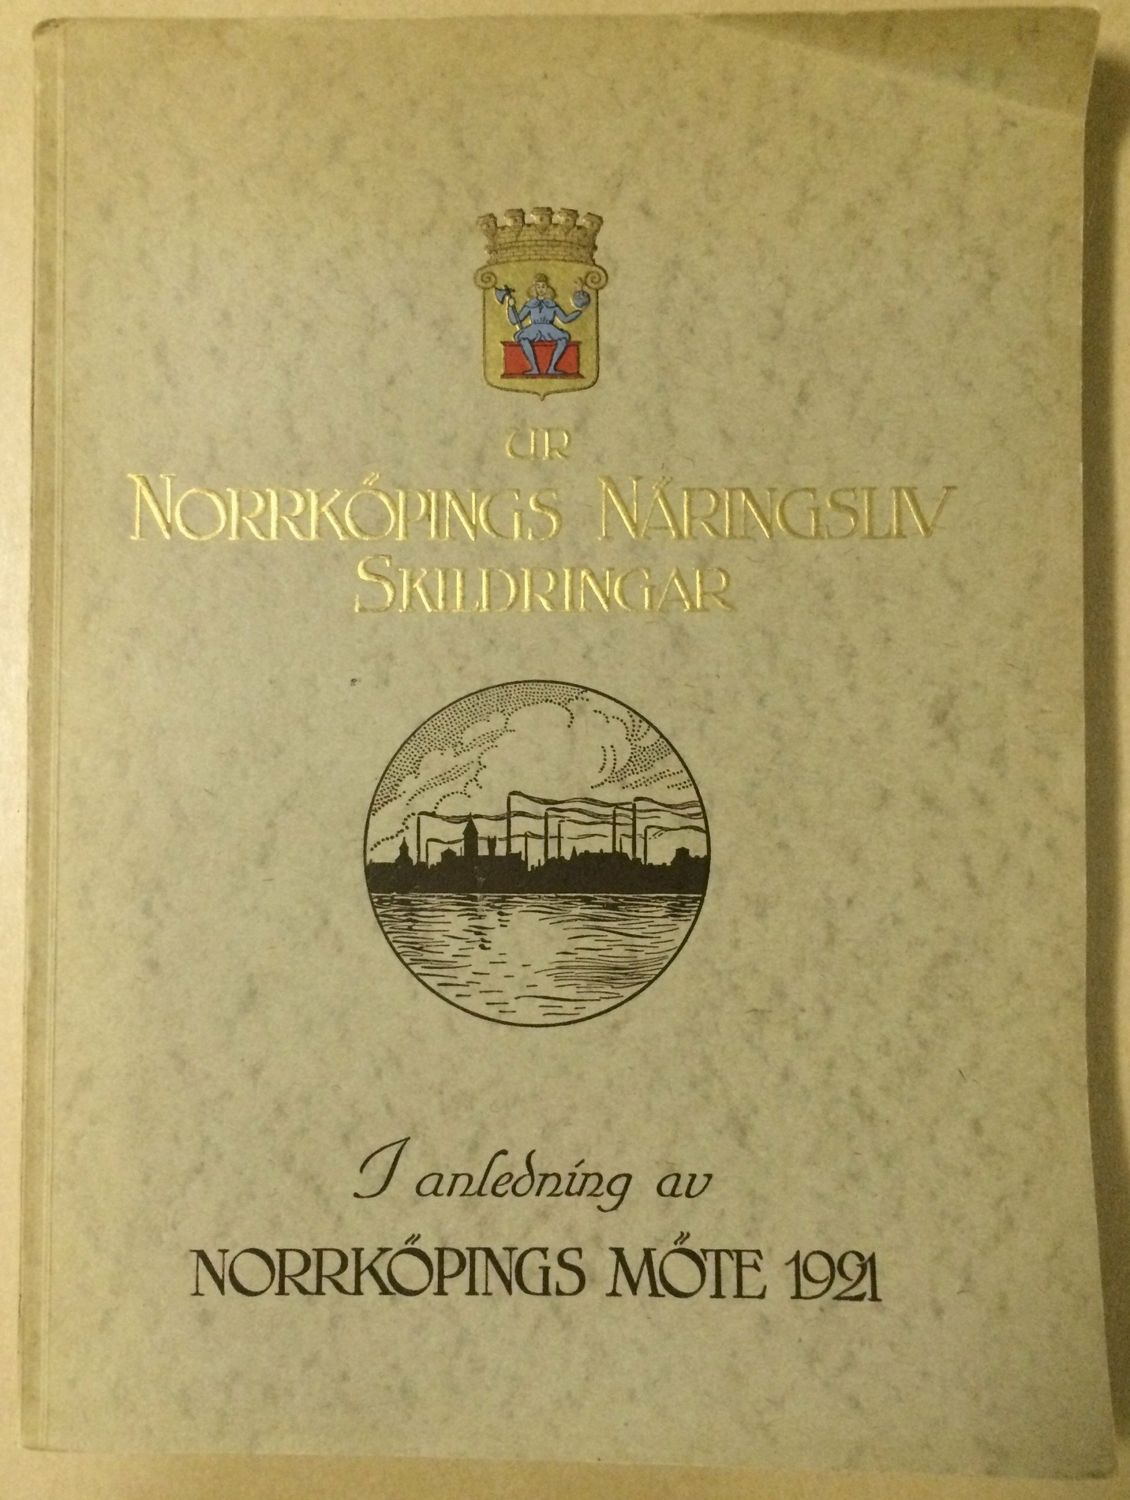 UR
NORRKÖPINGS NÄRINGSLIV
SKILDRINGAR
I anledning av
NORRKÖPINGS MÖTE 1921